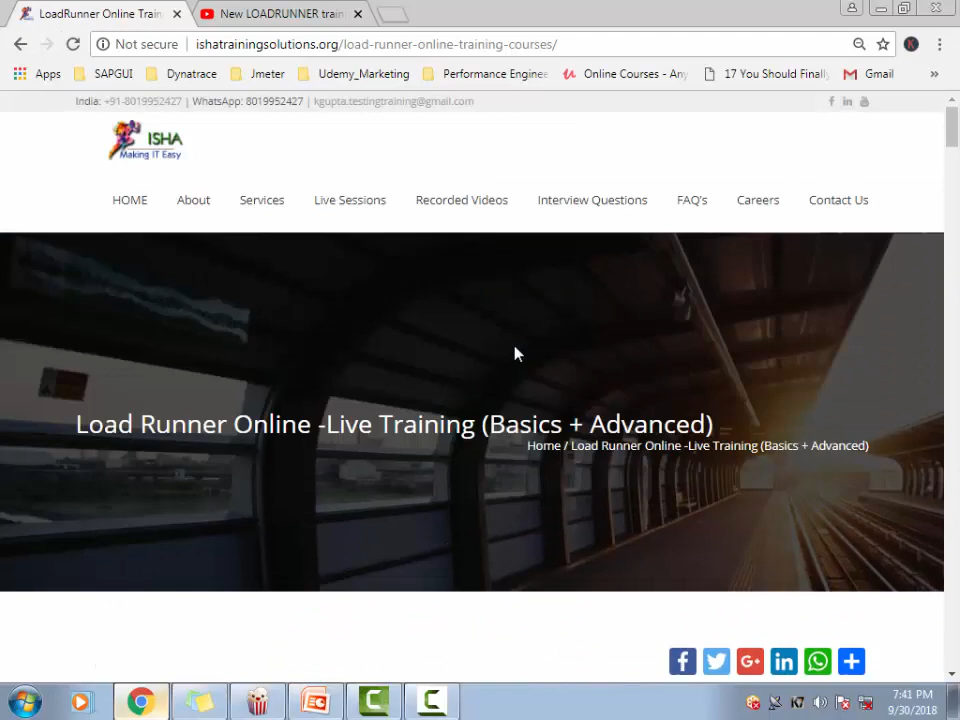 LoadRunner Online Train
New LOADRUNNER traini
Not secure | ishatrainingsolutions.org/load-runner-online-training-courses/
Apps SAPGUI Dynatrace Jmeter Udemy_Marketing Performance Enginee Online Courses - Any 17 You Should Finall Gmail »
India: +91-8019952427 | WhatsApp: 8019952427 | kgupta.testingtraining@gmail.com
ISHA
Making IT Easy
HOME About Services Live Sessions Recorded Videos Interview Questions FAQ's Careers Contact Us
Load Runner Online -Live Training (Basics + Advanced)
Home / Load Runner Online -Live Training (Basics + Advanced)
7:41 PM
9/30/2018